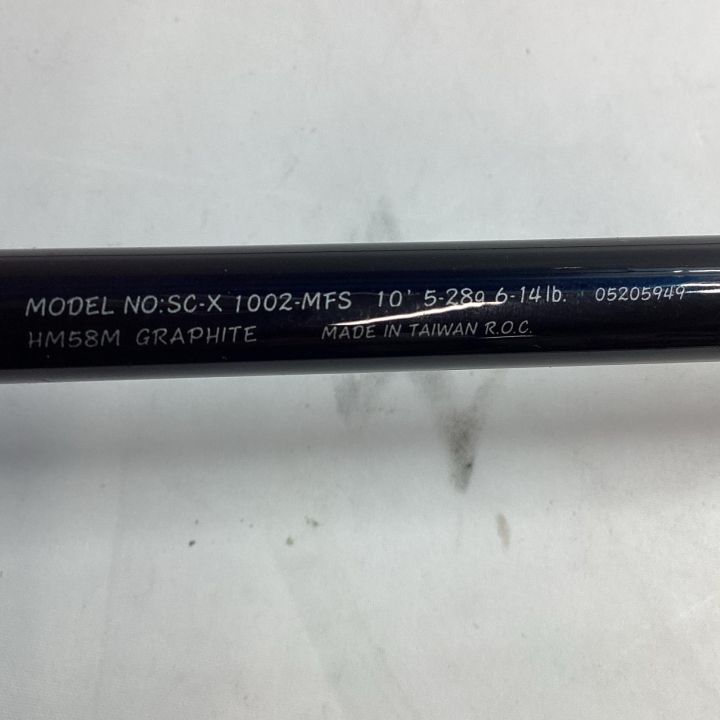 MODEL NO:SC-X 1002-MFS 10' 5-28g 6-14lb. 05205949
HM58M GRAPHITE MADE IN TAIWAN R.O.C.